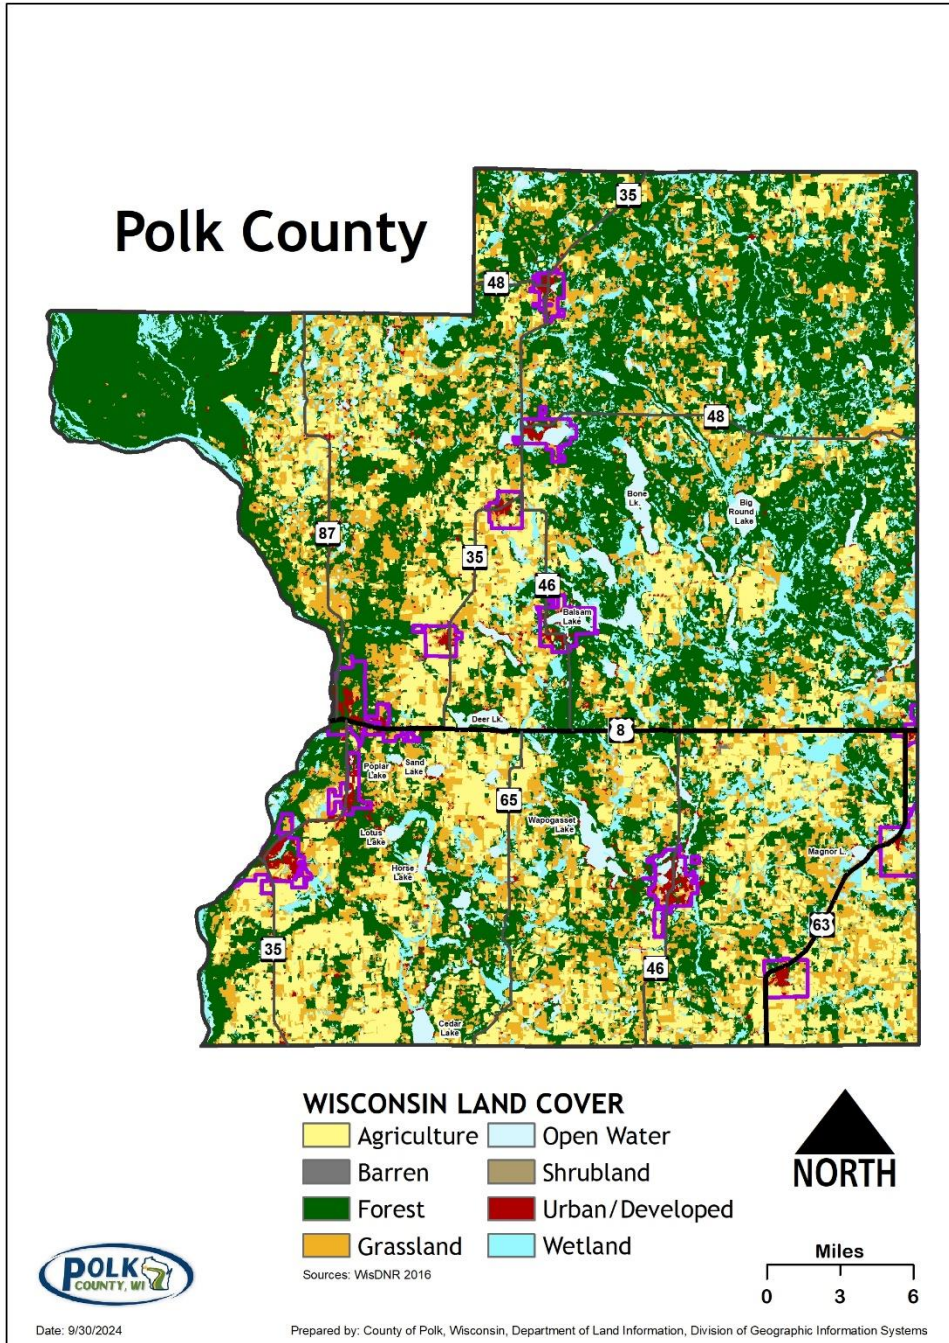 Polk County
35
48
48
Bone
Lk.
Big
Round
Lake
87
35
46
Balsam
Lake
Deer Lk.
8
Poplar
Lake
Sand
Lake
65
Wapogasset
Lake
Lotus
Lake
Horse
Lake
Magnor L.
63
35
46
Cedar
Lake
WISCONSIN LAND COVER
Agriculture
Open Water
Barren
Shrubland
Forest
Urban/Developed
Grassland
Wetland
Sources: WisDNR 2016
NORTH
Miles
0 3 6
POLK
COUNTY, WI
Date: 9/30/2024
Prepared by: County of Polk, Wisconsin, Department of Land Information, Division of Geographic Information Systems